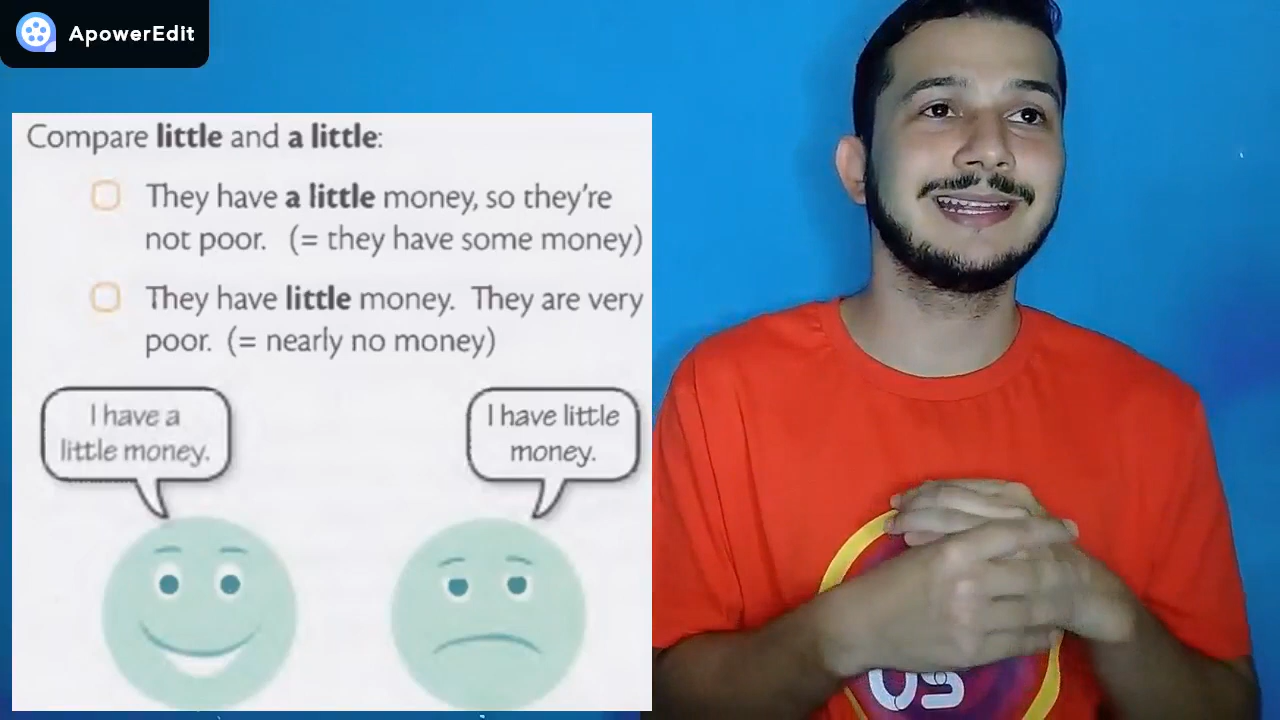 ApowerEdit
Compare little and a little:
They have a little money, so they're
not poor. (= they have some money)
They have little money. They are very
poor. (= nearly no money)
I have a
little money.
I have little
money.